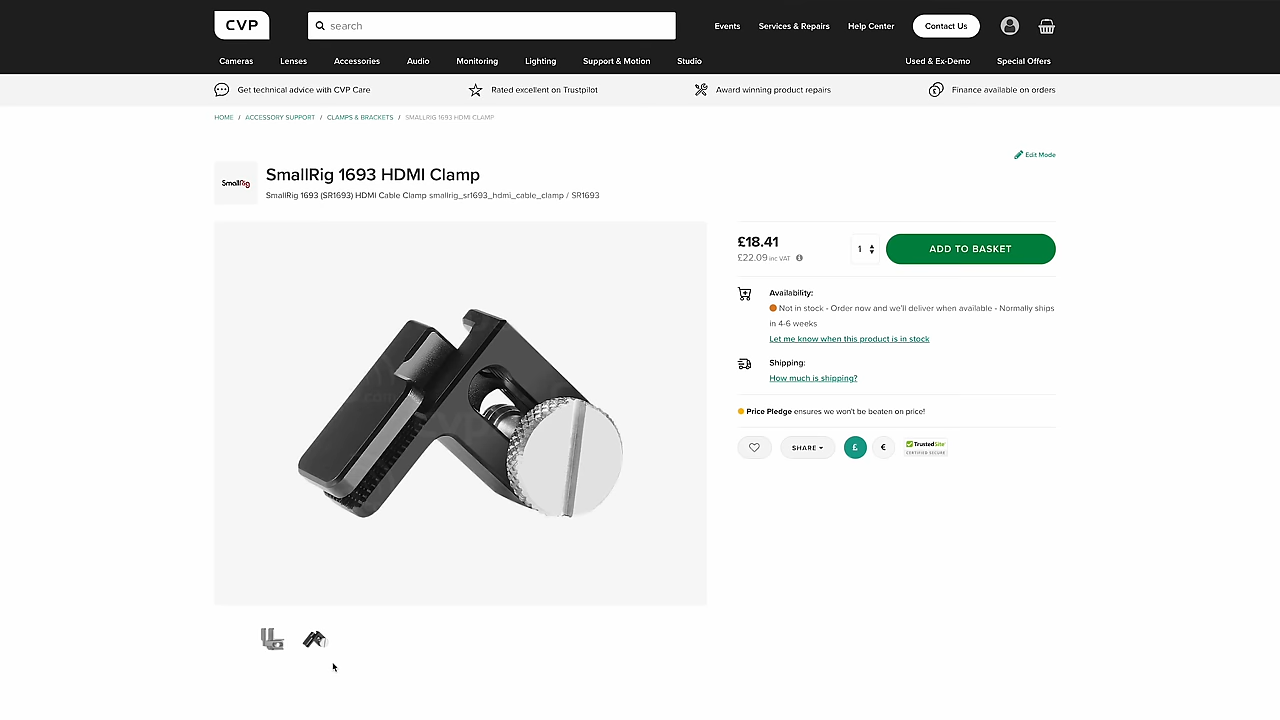 CVP
search
Events
Services & Repairs
Help Center
Contact Us
Cameras
Lenses
Accessories
Audio
Monitoring
Lighting
Support & Motion
Studio
Used & Ex-Demo
Special Offers
Get technical advice with CVP Care
Rated excellent on Trustpilot
Award winning product repairs
Finance available on orders
HOME / ACCESSORY SUPPORT / CLAMPS & BRACKETS / SMALLRIG 1693 HDMI CLAMP
Edit Mode
SmallRig
SmallRig 1693 HDMI Clamp
SmallRig 1693 (SR1693) HDMI Cable Clamp smallrig_sr1693_hdmi_cable_clamp / SR1693
£18.41
£22.09 inc VAT
1
ADD TO BASKET
Availability:
Not in stock - Order now and we'll deliver when available - Normally ships
in 4-6 weeks
Let me know when this product is in stock
Shipping:
How much is shipping?
Price Pledge ensures we won't be beaten on price!
SHARE
£
€
TrustedSite
CERTIFIED SECURE